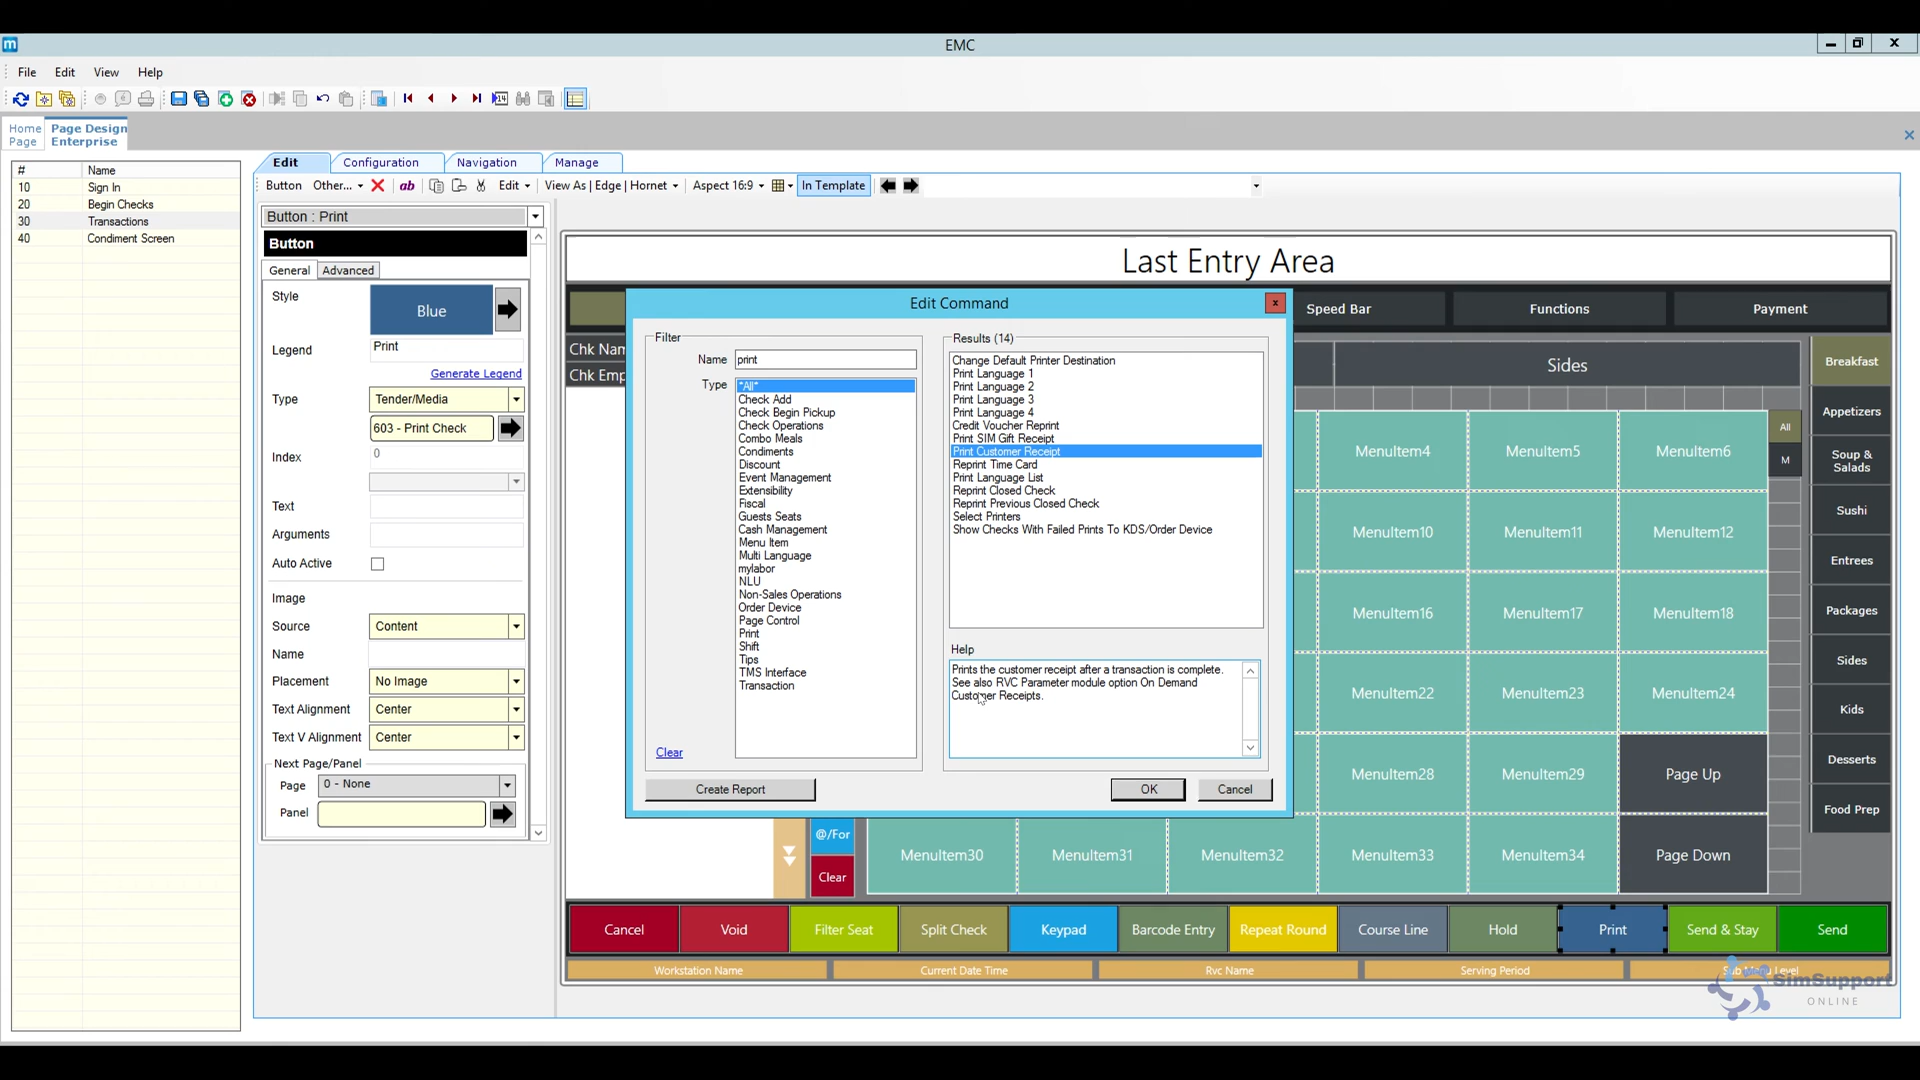 EMC
File Edit View Help
Home Page
Page Design Enterprise
# Name
10 Sign In
20 Begin Checks
30 Transactions
40 Condiment Screen
Edit Configuration Navigation Manage
Button Other... ab Edit View As | Edge | Hornet Aspect 16:9 In Template
Button : Print
Button
General Advanced
Style Blue
Legend Print
Generate Legend
Type Tender/Media
603 - Print Check
Index 0
Text
Arguments
Auto Active
Image
Source Content
Name
Placement No Image
Text Alignment Center
Text V Alignment Center
Next Page/Panel
Page 0 - None
Panel
Last Entry Area
Speed Bar Functions Payment
Chk Nam
Chk Emp
Sides
Edit Command
Filter
Name print
Type *All*
Check Add
Check Begin Pickup
Check Operations
Combo Meals
Condiments
Discount
Event Management
Extensibility
Fiscal
Guests Seats
Cash Management
Menu Item
Multi Language
mylabor
NLU
Non-Sales Operations
Order Device
Page Control
Print
Shift
Tips
TMS Interface
Transaction
Clear
Create Report
Results (14)
Change Default Printer Destination
Print Language 1
Print Language 2
Print Language 3
Print Language 4
Credit Voucher Reprint
Print SIM Gift Receipt
Print Customer Receipt
Reprint Time Card
Print Language List
Reprint Closed Check
Reprint Previous Closed Check
Select Printers
Show Checks With Failed Prints To KDS/Order Device
Help
Prints the customer receipt after a transaction is complete.
See also RVC Parameter module option On Demand
Customer Receipts.
OK Cancel
MenuItem4 MenuItem5 MenuItem6
MenuItem10 MenuItem11 MenuItem12
MenuItem16 MenuItem17 MenuItem18
MenuItem22 MenuItem23 MenuItem24
MenuItem28 MenuItem29 Page Up
MenuItem30 MenuItem31 MenuItem32 MenuItem33 MenuItem34 Page Down
All
M
Breakfast
Appetizers
Soup & Salads
Sushi
Entrees
Packages
Sides
Kids
Desserts
Food Prep
@/For
Clear
Cancel Void Filter Seat Split Check Keypad Barcode Entry Repeat Round Course Line Hold Print Send & Stay Send
Workstation Name Current Date Time Rvc Name Serving Period Sub Menu Level
SimSupport
ONLINE